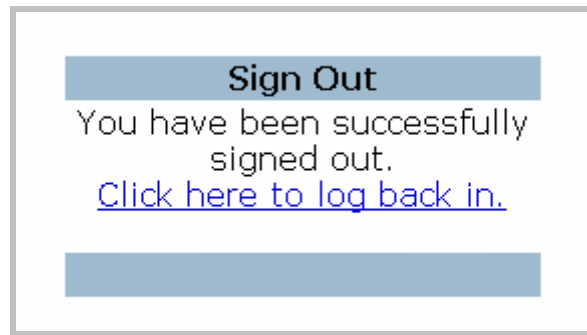 Sign Out
You have been successfully
signed out.
Click here to log back in.